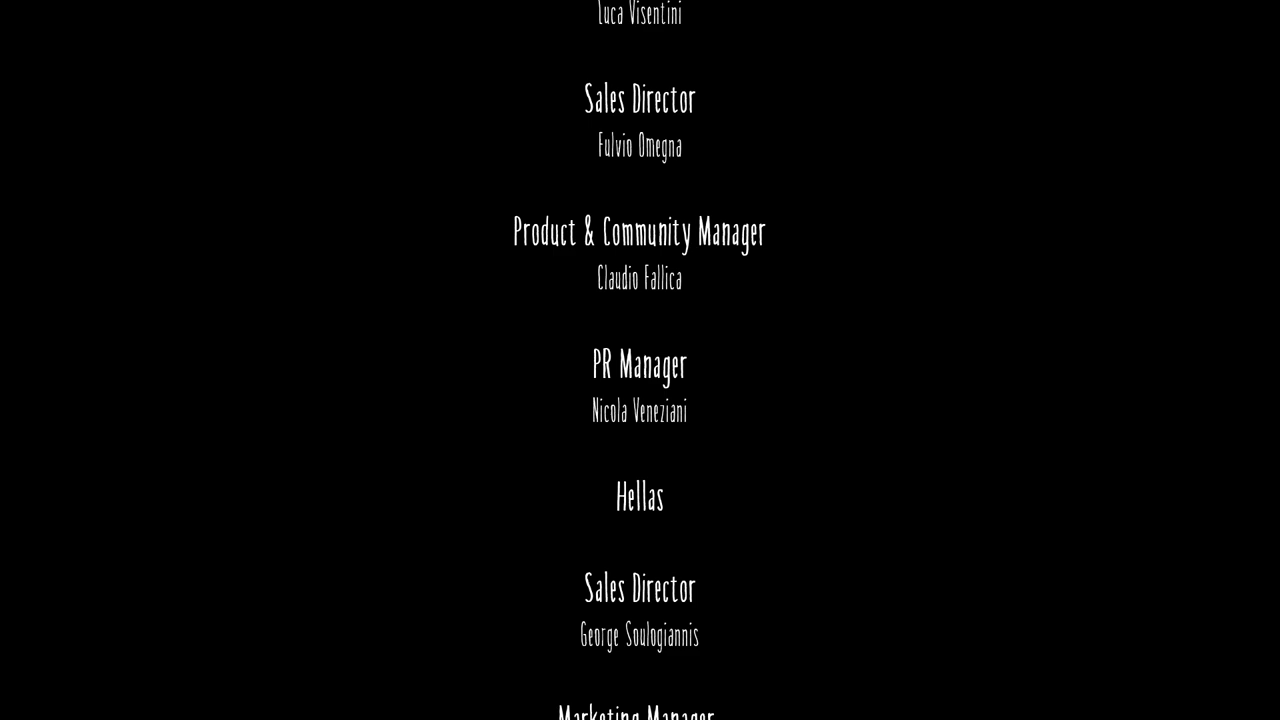 Luca Visentini
Sales Director
Fulvio Omegna
Product & Community Manager
Claudio Fallica
PR Manager
Nicola Veneziani
Hellas
Sales Director
George Soulogiannis
Marketing Manager